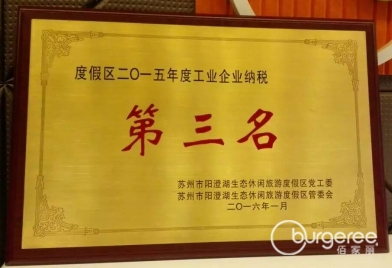 度假区二〇一五年度工业企业纳税
第三名
苏州市阳澄湖生态休闲旅游度假区党工委
苏州市阳澄湖生态休闲旅游度假区管委会
二〇一六年一月
burgeree
佰家丽